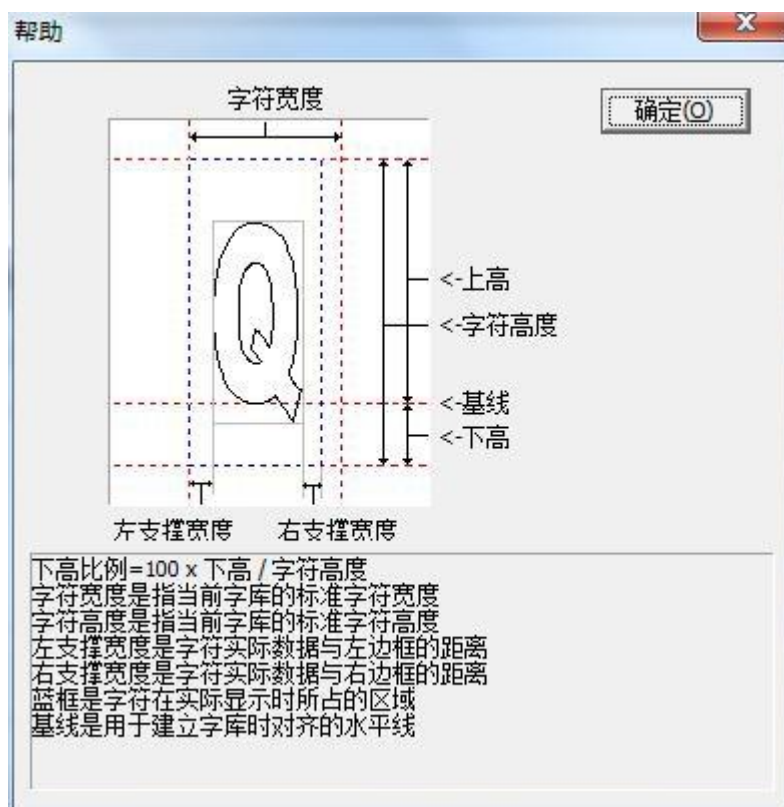 帮助
字符宽度
确定(O)
<-上高
<-字符高度
<-基线
<-下高
左支撑宽度 右支撑宽度
下高比例=100 x 下高 / 字符高度
字符宽度是指当前字库的标准字符宽度
字符高度是指当前字库的标准字符高度
左支撑宽度是字符实际数据与左边框的距离
右支撑宽度是字符实际数据与右边框的距离
蓝框是字符在实际显示时所占的区域
基线是用于建立字库时对齐的水平线